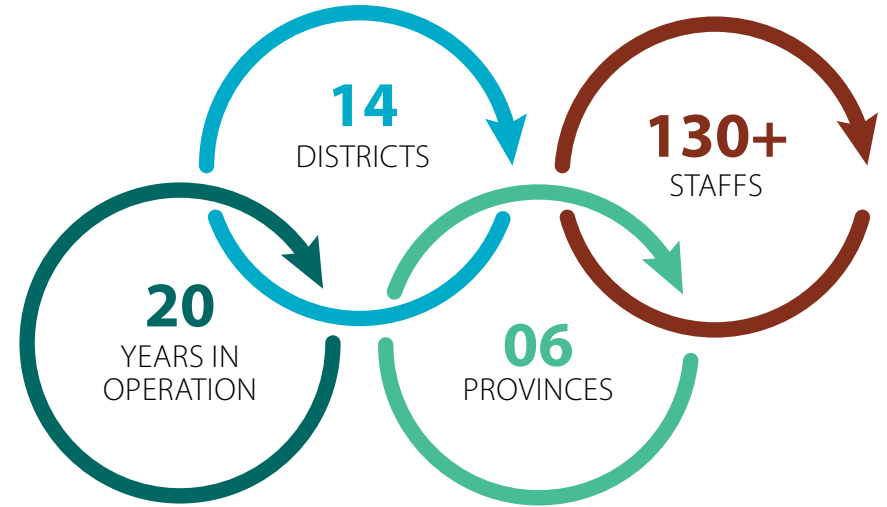 14
DISTRICTS
130+
STAFFS
20
YEARS IN
OPERATION
06
PROVINCES